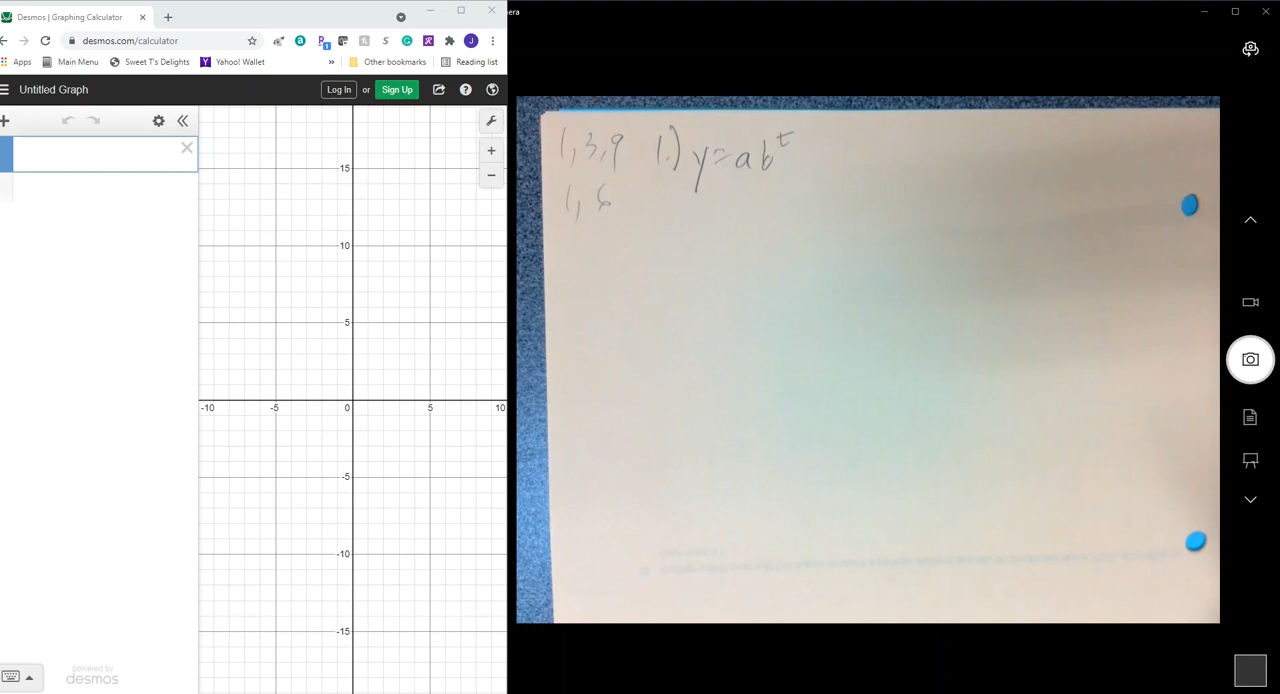 Desmos | Graphing Calculator
desmos.com/calculator
Apps Main Menu Sweet T's Delights Yahoo! Wallet » Other bookmarks Reading list
Untitled Graph Log In or Sign Up
15
10
5
-10 -5 0 5 10
-5
-10
-15
powered by
desmos
era
1, 3, 9 1.) y=ab^t
1, 6